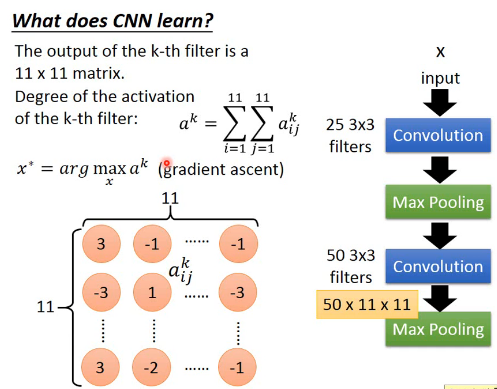 What does CNN learn?
The output of the k-th filter is a
11 x 11 matrix.
Degree of the activation
of the k-th filter:
a^k = \sum_{i=1}^{11} \sum_{j=1}^{11} a_{ij}^k
x* = arg max_x a^k (gradient ascent)
11
11
3 -1 ...... -1
a_{ij}^k
-3 1 ...... -3
...... ...... ......
3 -2 ...... -1
x
input
25 3x3
filters
Convolution
Max Pooling
50 3x3
filters
Convolution
50 x 11 x 11
Max Pooling